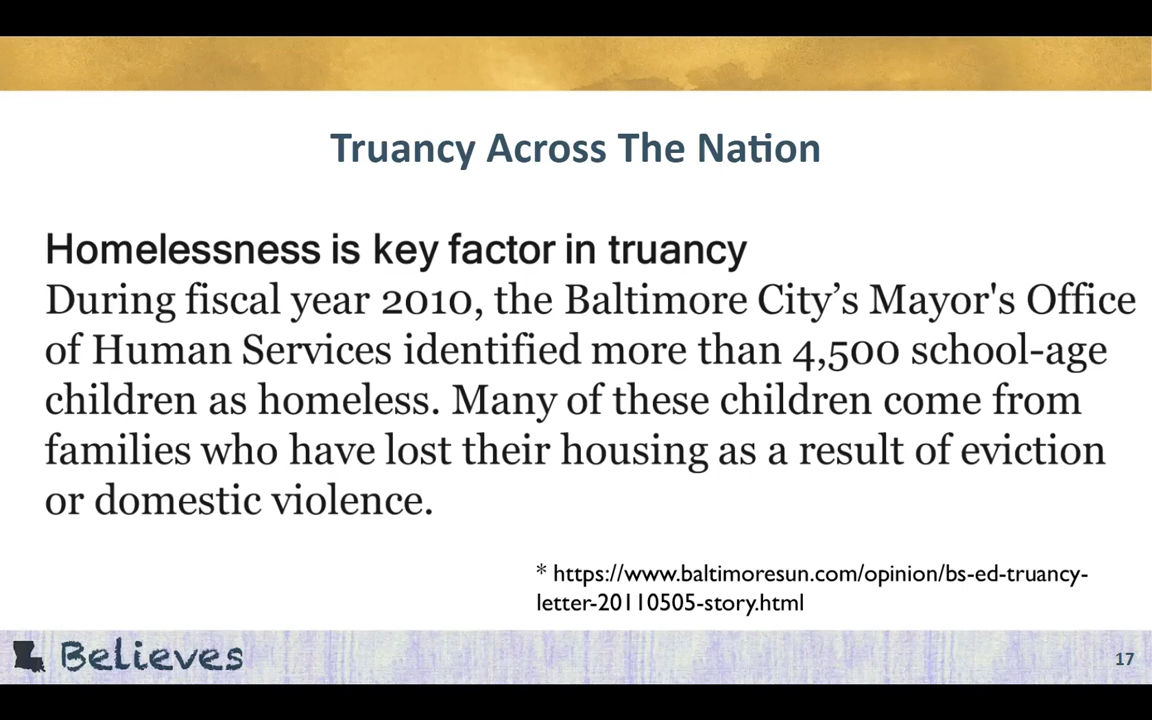 Truancy Across The Nation
Homelessness is key factor in truancy
During fiscal year 2010, the Baltimore City’s Mayor's Office
of Human Services identified more than 4,500 school-age
children as homeless. Many of these children come from
families who have lost their housing as a result of eviction
or domestic violence.
* https://www.baltimoresun.com/opinion/bs-ed-truancy-
letter-20110505-story.html
Believes
17